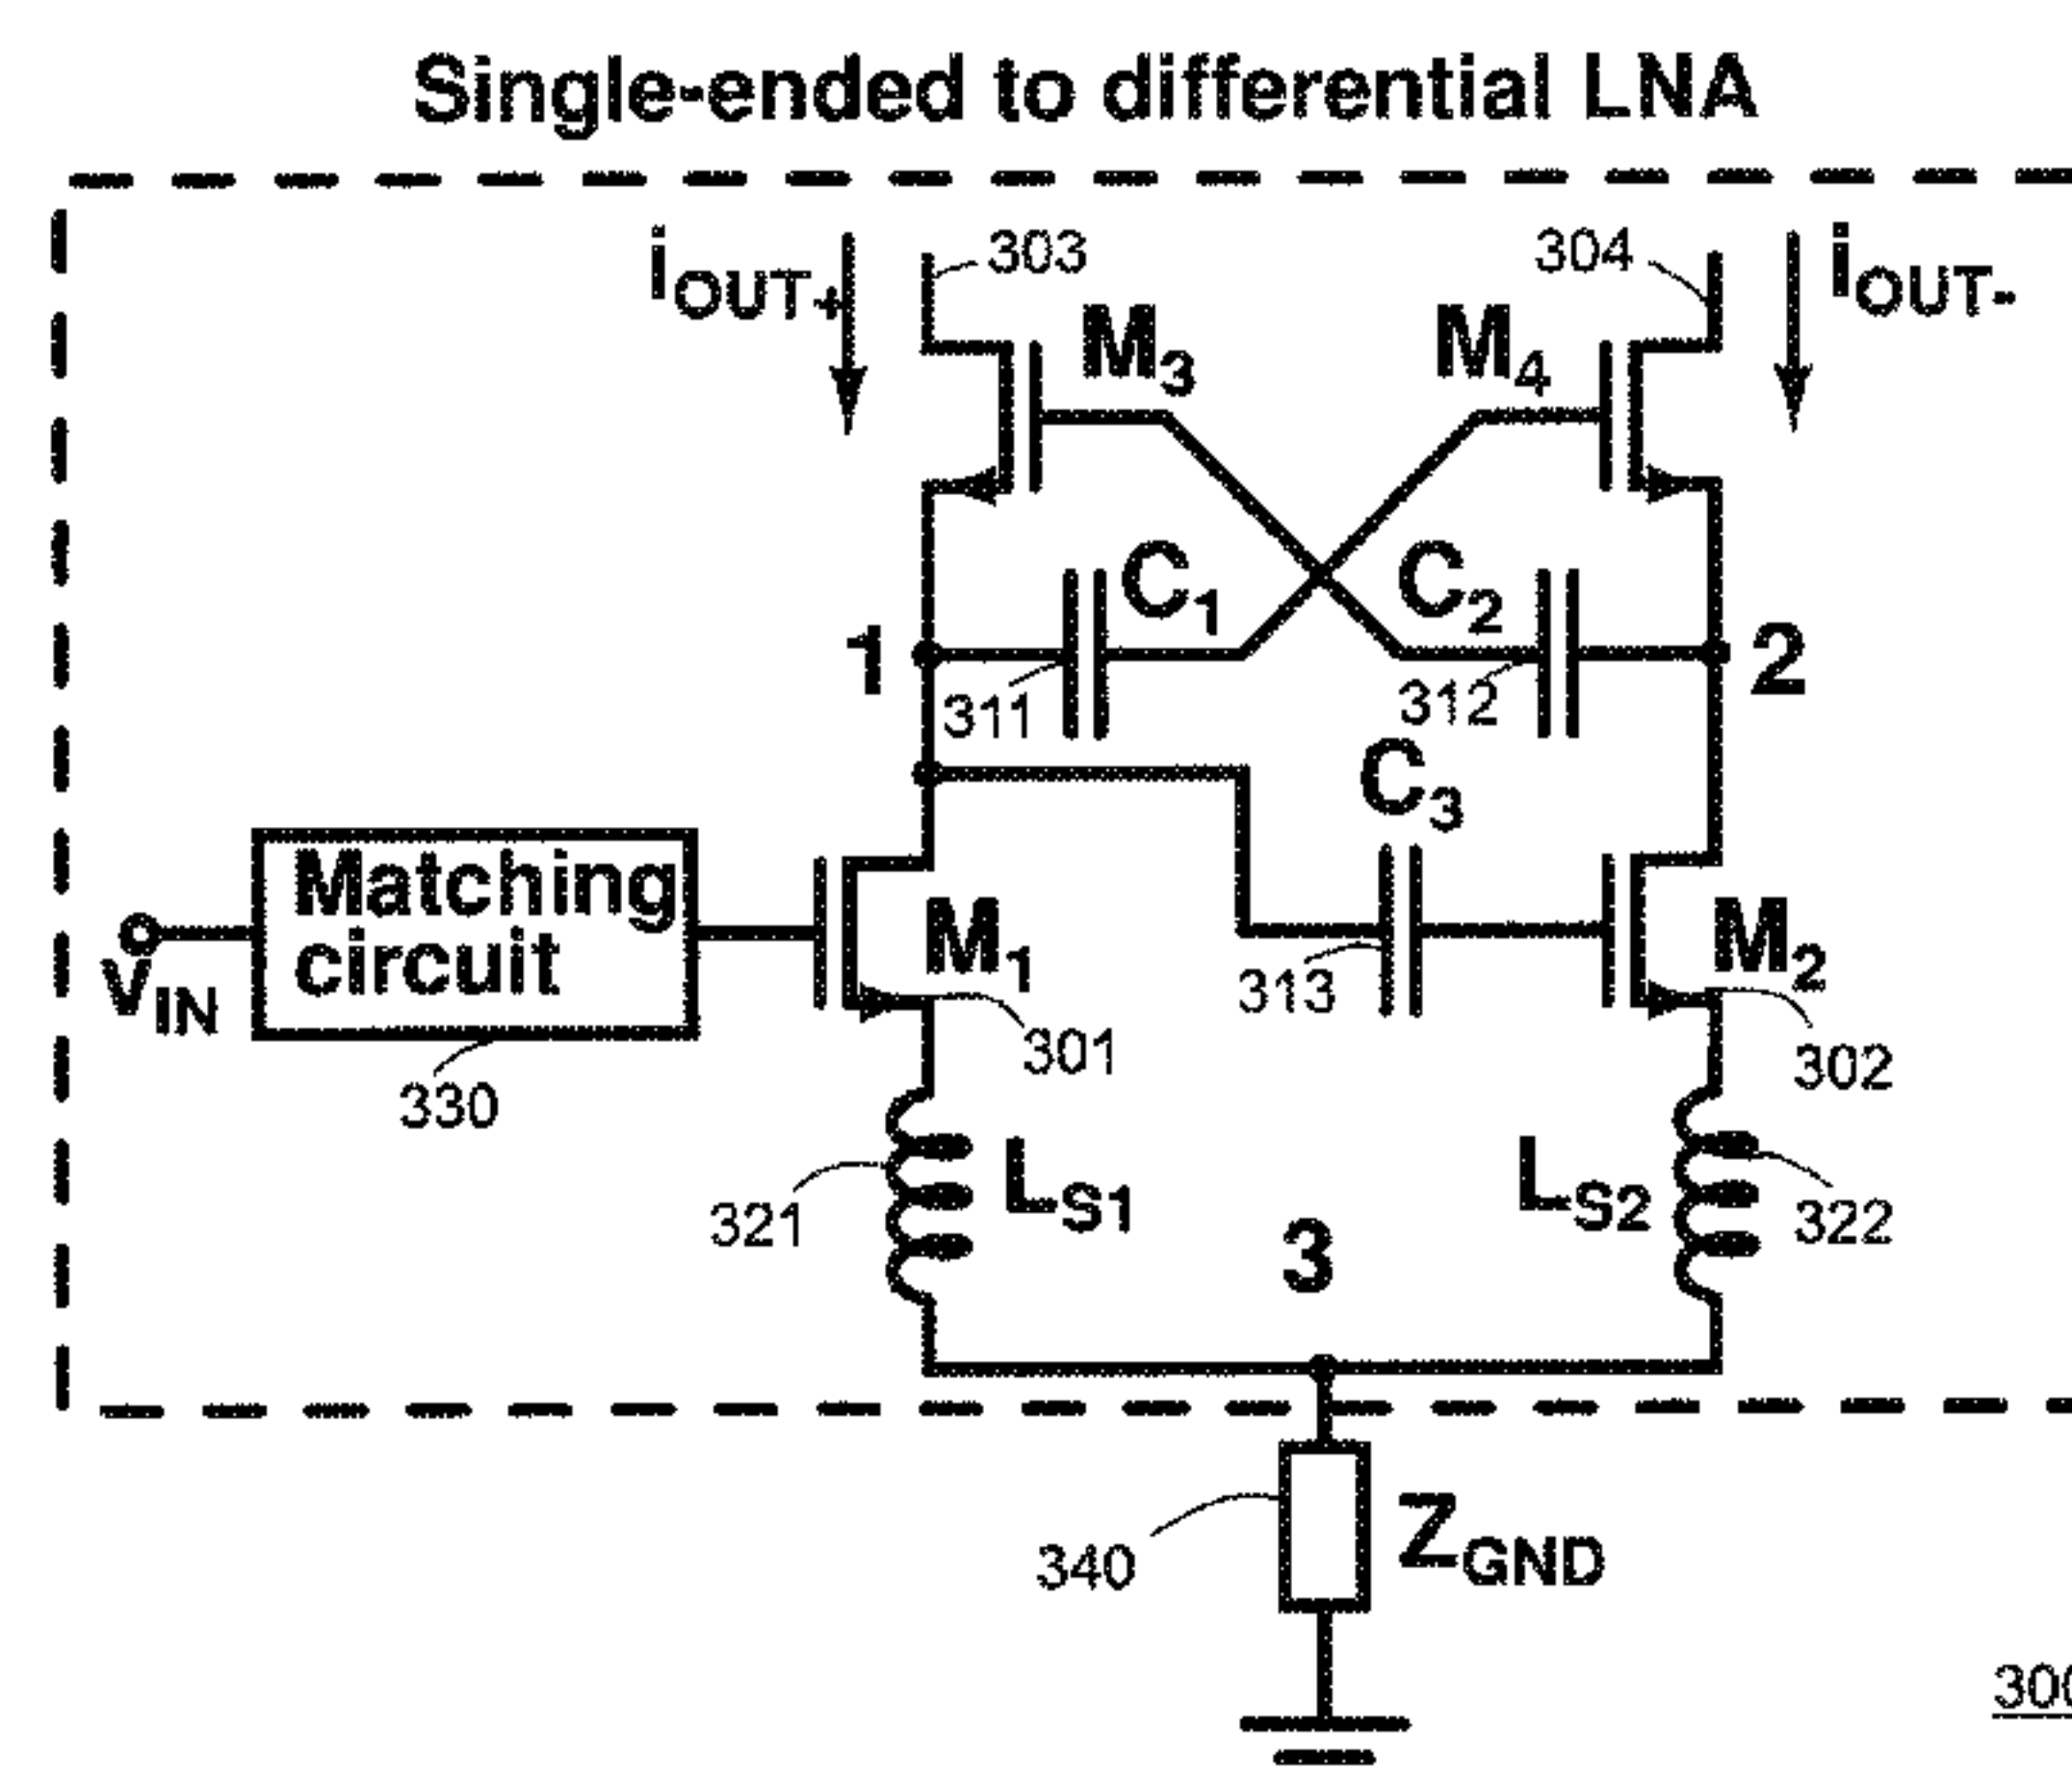 Single-ended to differential LNA
iOUT+
303
304
iOUT-
M3
M4
C1
C2
1
2
311
312
C3
Matching
circuit
VIN
M1
M2
313
301
302
330
LS1
LS2
321
322
3
340
ZGND